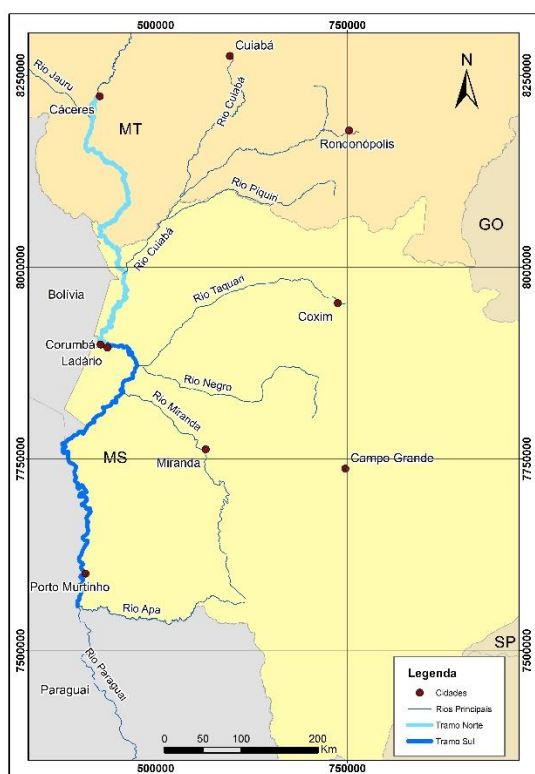 500000
750000
8250000
8250000
Cuiabá
N
Rio Jauru
Cáceres
Rio Cuiabá
MT
Rondonópolis
Rio Piquiri
GO
Rio Cuiabá
8000000
8000000
Bolívia
Rio Taquari
Coxim
Corumbá
Ladário
Rio Negro
Rio Miranda
7750000
7750000
MS
Miranda
Campo Grande
Porto Murtinho
Rio Apa
SP
7500000
7500000
Rio Paraguai
Paraguai
Legenda
Cidades
Rios Principais
Tramo Norte
Tramo Sul
0 50 100 200
Km
500000
750000